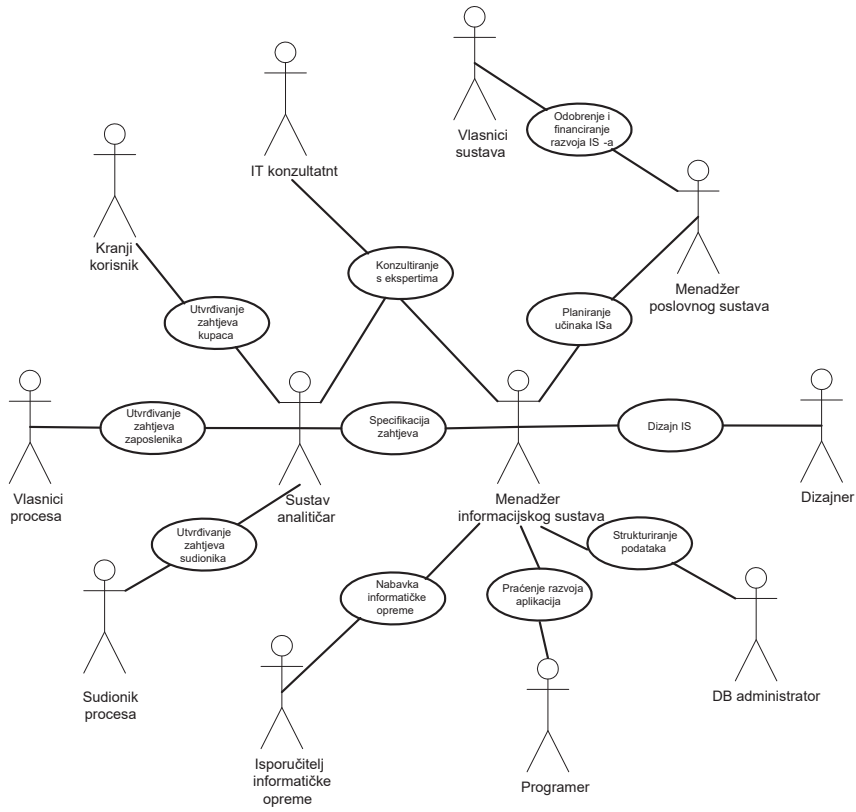 Vlasnici
sustava
Odobrenje i
financiranje
razvoja IS -a
IT konzultatnt
Kranji
korisnik
Konzultiranje
s ekspertima
Menadžer
poslovnog sustava
Utvrđivanje
zahtjeva
kupaca
Planiranje
učinaka ISa
Utvrđivanje
zahtjeva
zaposlenika
Specifikacija
zahtjeva
Dizajn IS
Vlasnici
procesa
Sustav
analitičar
Menadžer
informacijskog sustava
Dizajner
Utvrđivanje
zahtjeva
sudionika
Strukturiranje
podataka
Nabavka
informatičke
opreme
Praćenje razvoja
aplikacija
Sudionik
procesa
DB administrator
Isporučitelj
informatičke
opreme
Programer